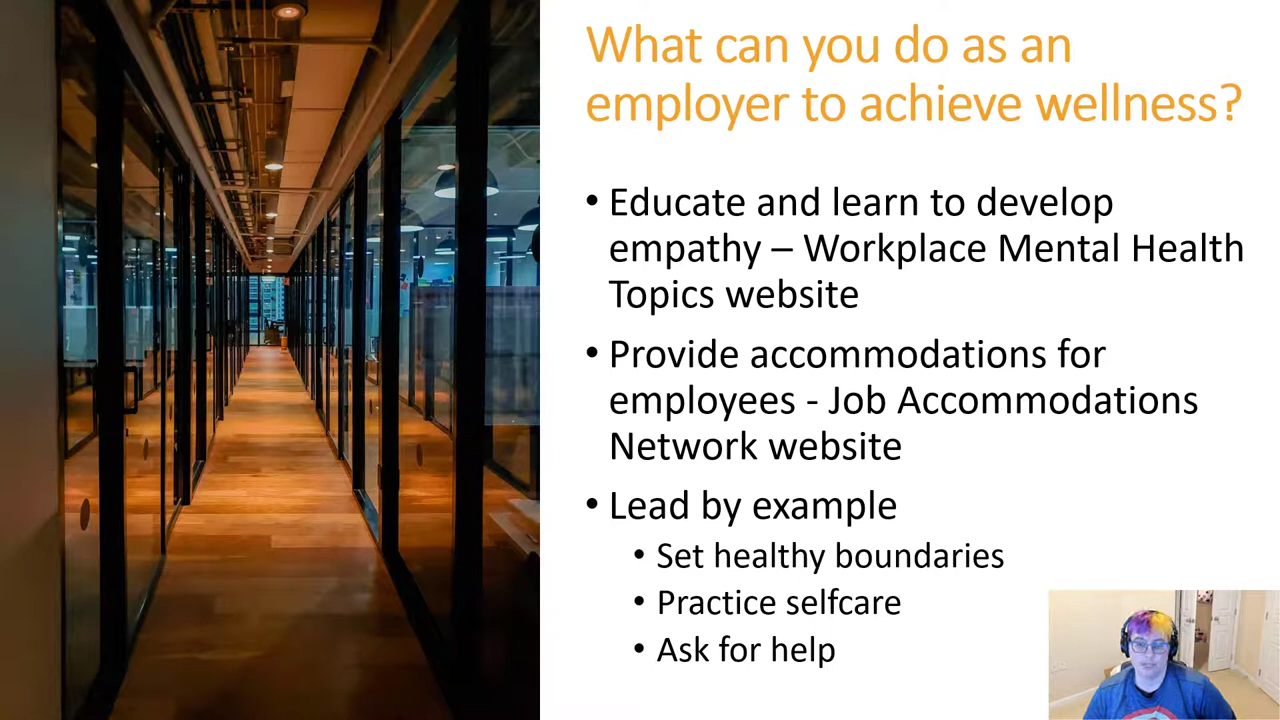 What can you do as an
employer to achieve wellness?
• Educate and learn to develop
empathy – Workplace Mental Health
Topics website
• Provide accommodations for
employees - Job Accommodations
Network website
• Lead by example
• Set healthy boundaries
• Practice selfcare
• Ask for help